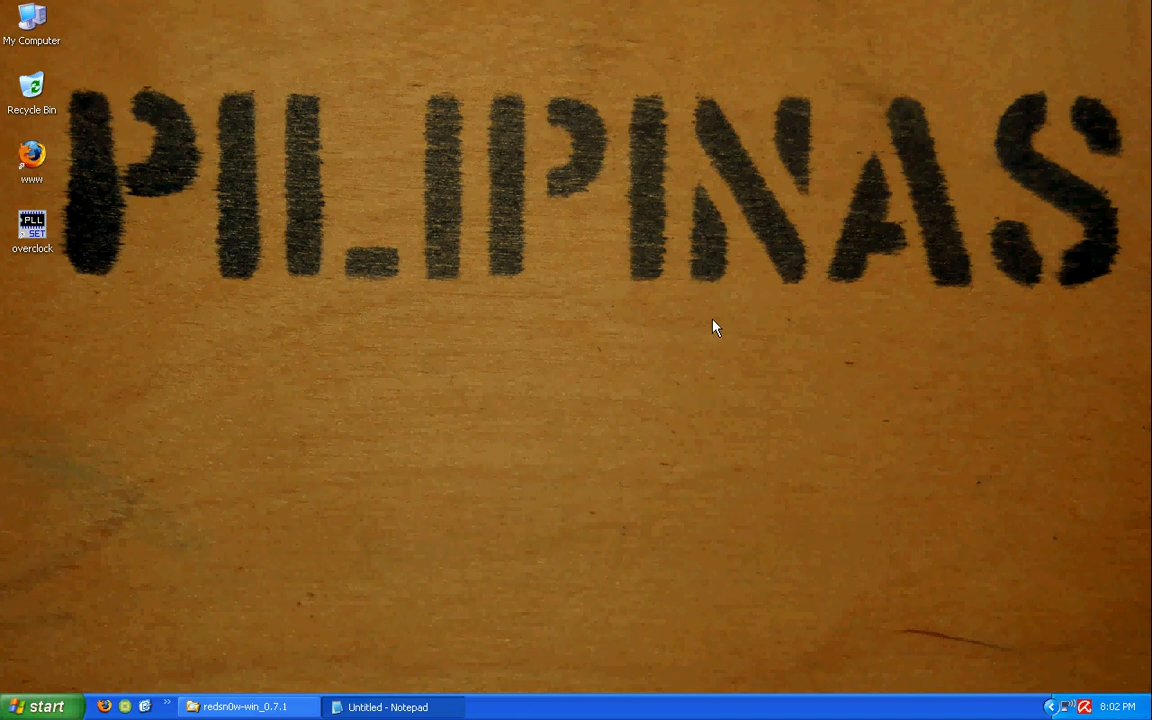 My Computer
PILIPINAS
Recycle Bin
www
PLL
SET
overclock
start
redsn0w-win_0.7.1
Untitled - Notepad
8:02 PM